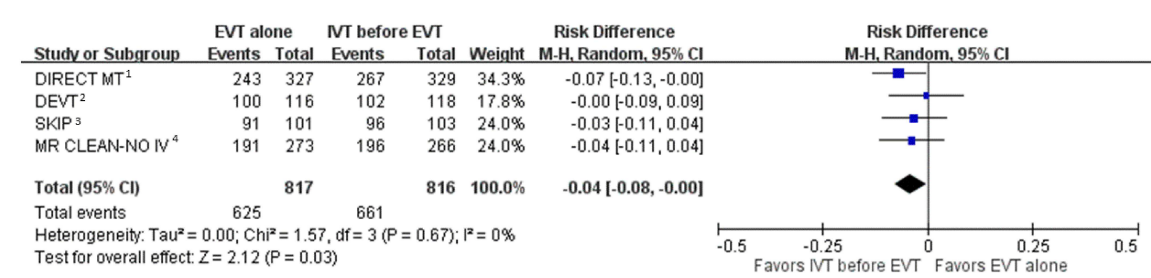 EVT alone IVT before EVT Risk Difference Risk Difference
Study or Subgroup Events Total Events Total Weight M-H, Random, 95% CI M-H, Random, 95% CI
DIRECT MT¹ 243 327 267 329 34.3% -0.07 [-0.13, -0.00]
DEVT² 100 116 102 118 17.8% -0.00 [-0.09, 0.09]
SKIP³ 91 101 96 103 24.0% -0.03 [-0.11, 0.04]
MR CLEAN-NO IV⁴ 191 273 196 266 24.0% -0.04 [-0.11, 0.04]
Total (95% CI) 817 816 100.0% -0.04 [-0.08, -0.00]
Total events 625 661
Heterogeneity: Tau² = 0.00; Chi² = 1.57, df = 3 (P = 0.67); I² = 0%
Test for overall effect: Z = 2.12 (P = 0.03)
-0.5 -0.25 0 0.25 0.5
Favors IVT before EVT Favors EVT alone